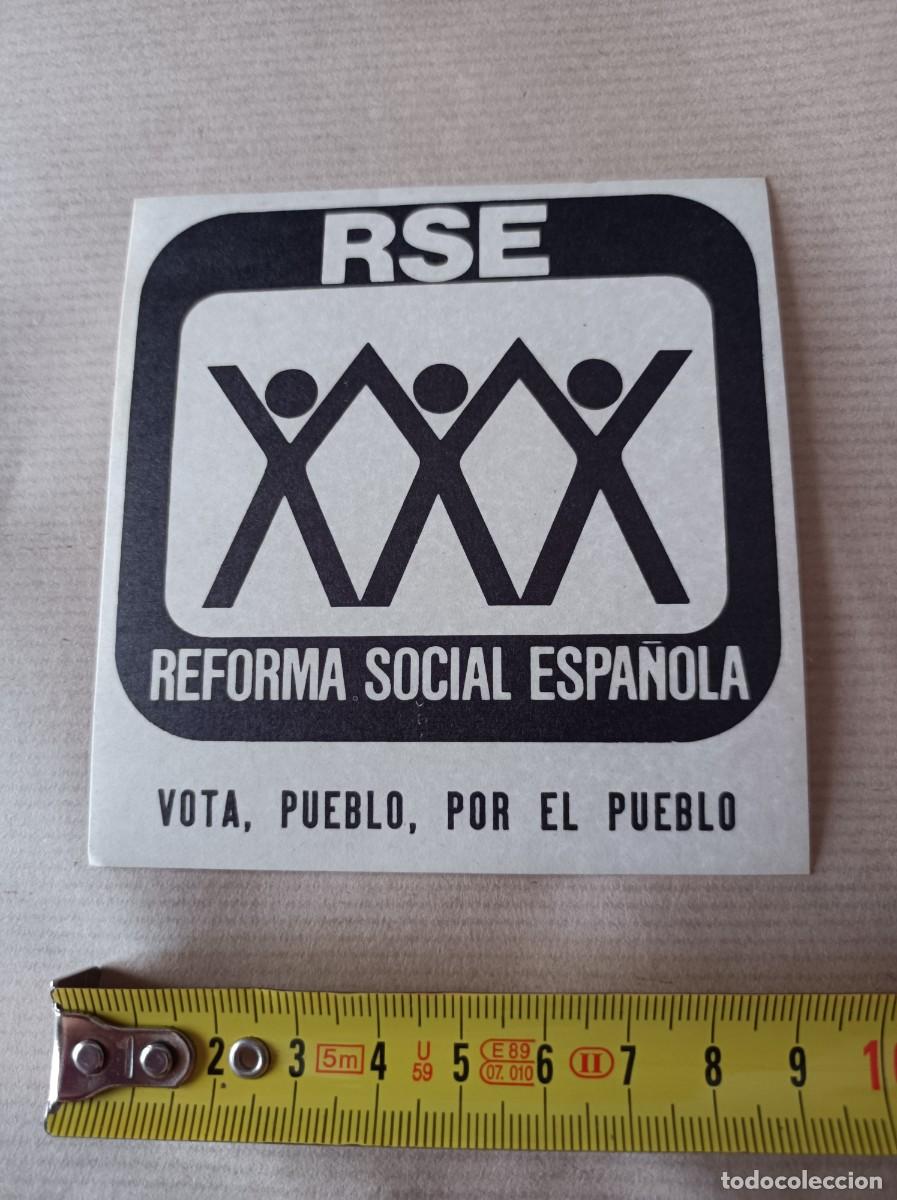 RSE
REFORMA SOCIAL ESPAÑOLA
VOTA, PUEBLO, POR EL PUEBLO
2 3 5m 4 U 59 5 E 89 07. 010 6 II 7 8 9 1
todocoleccion